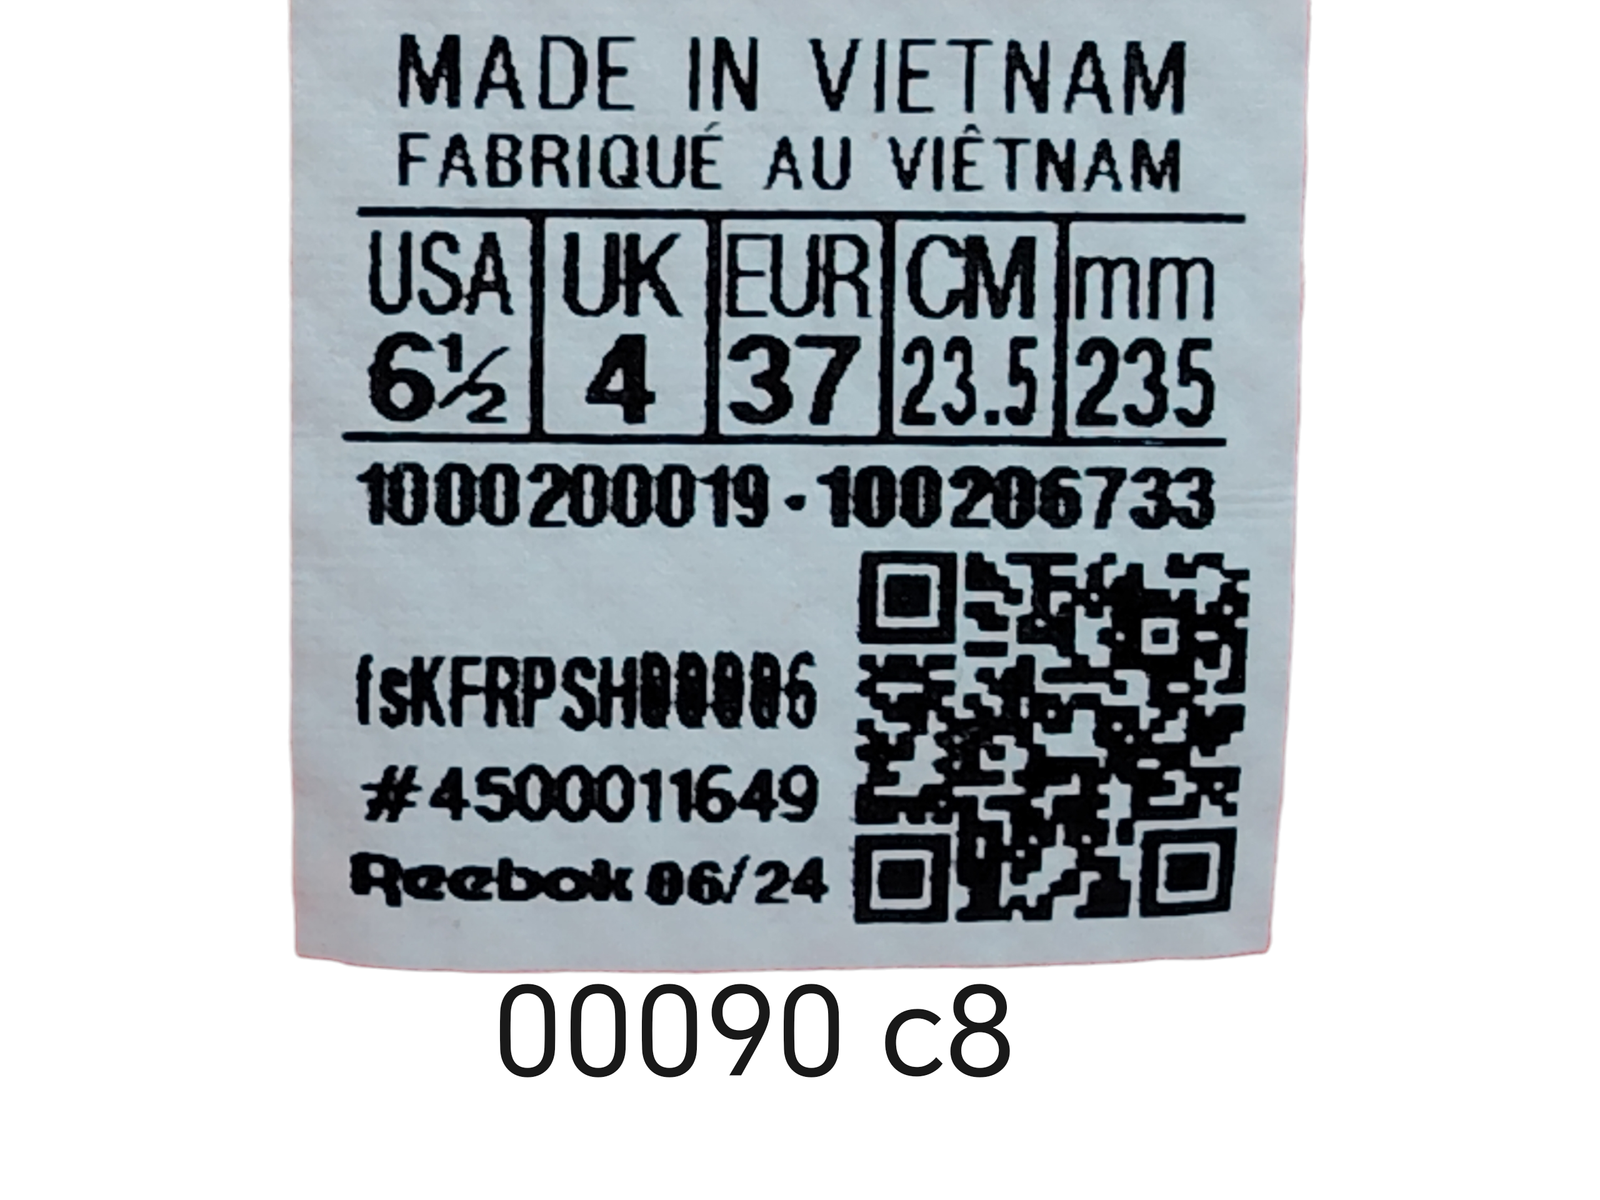 MADE IN VIETNAM
FABRIQUÉ AU VIÊTNAM
USA UK EUR CM mm
6½ 4 37 23.5 235
1000200019 - 100206733
fsKFRPSH00006
#4500011649
Reebok 06/24
00090 c8